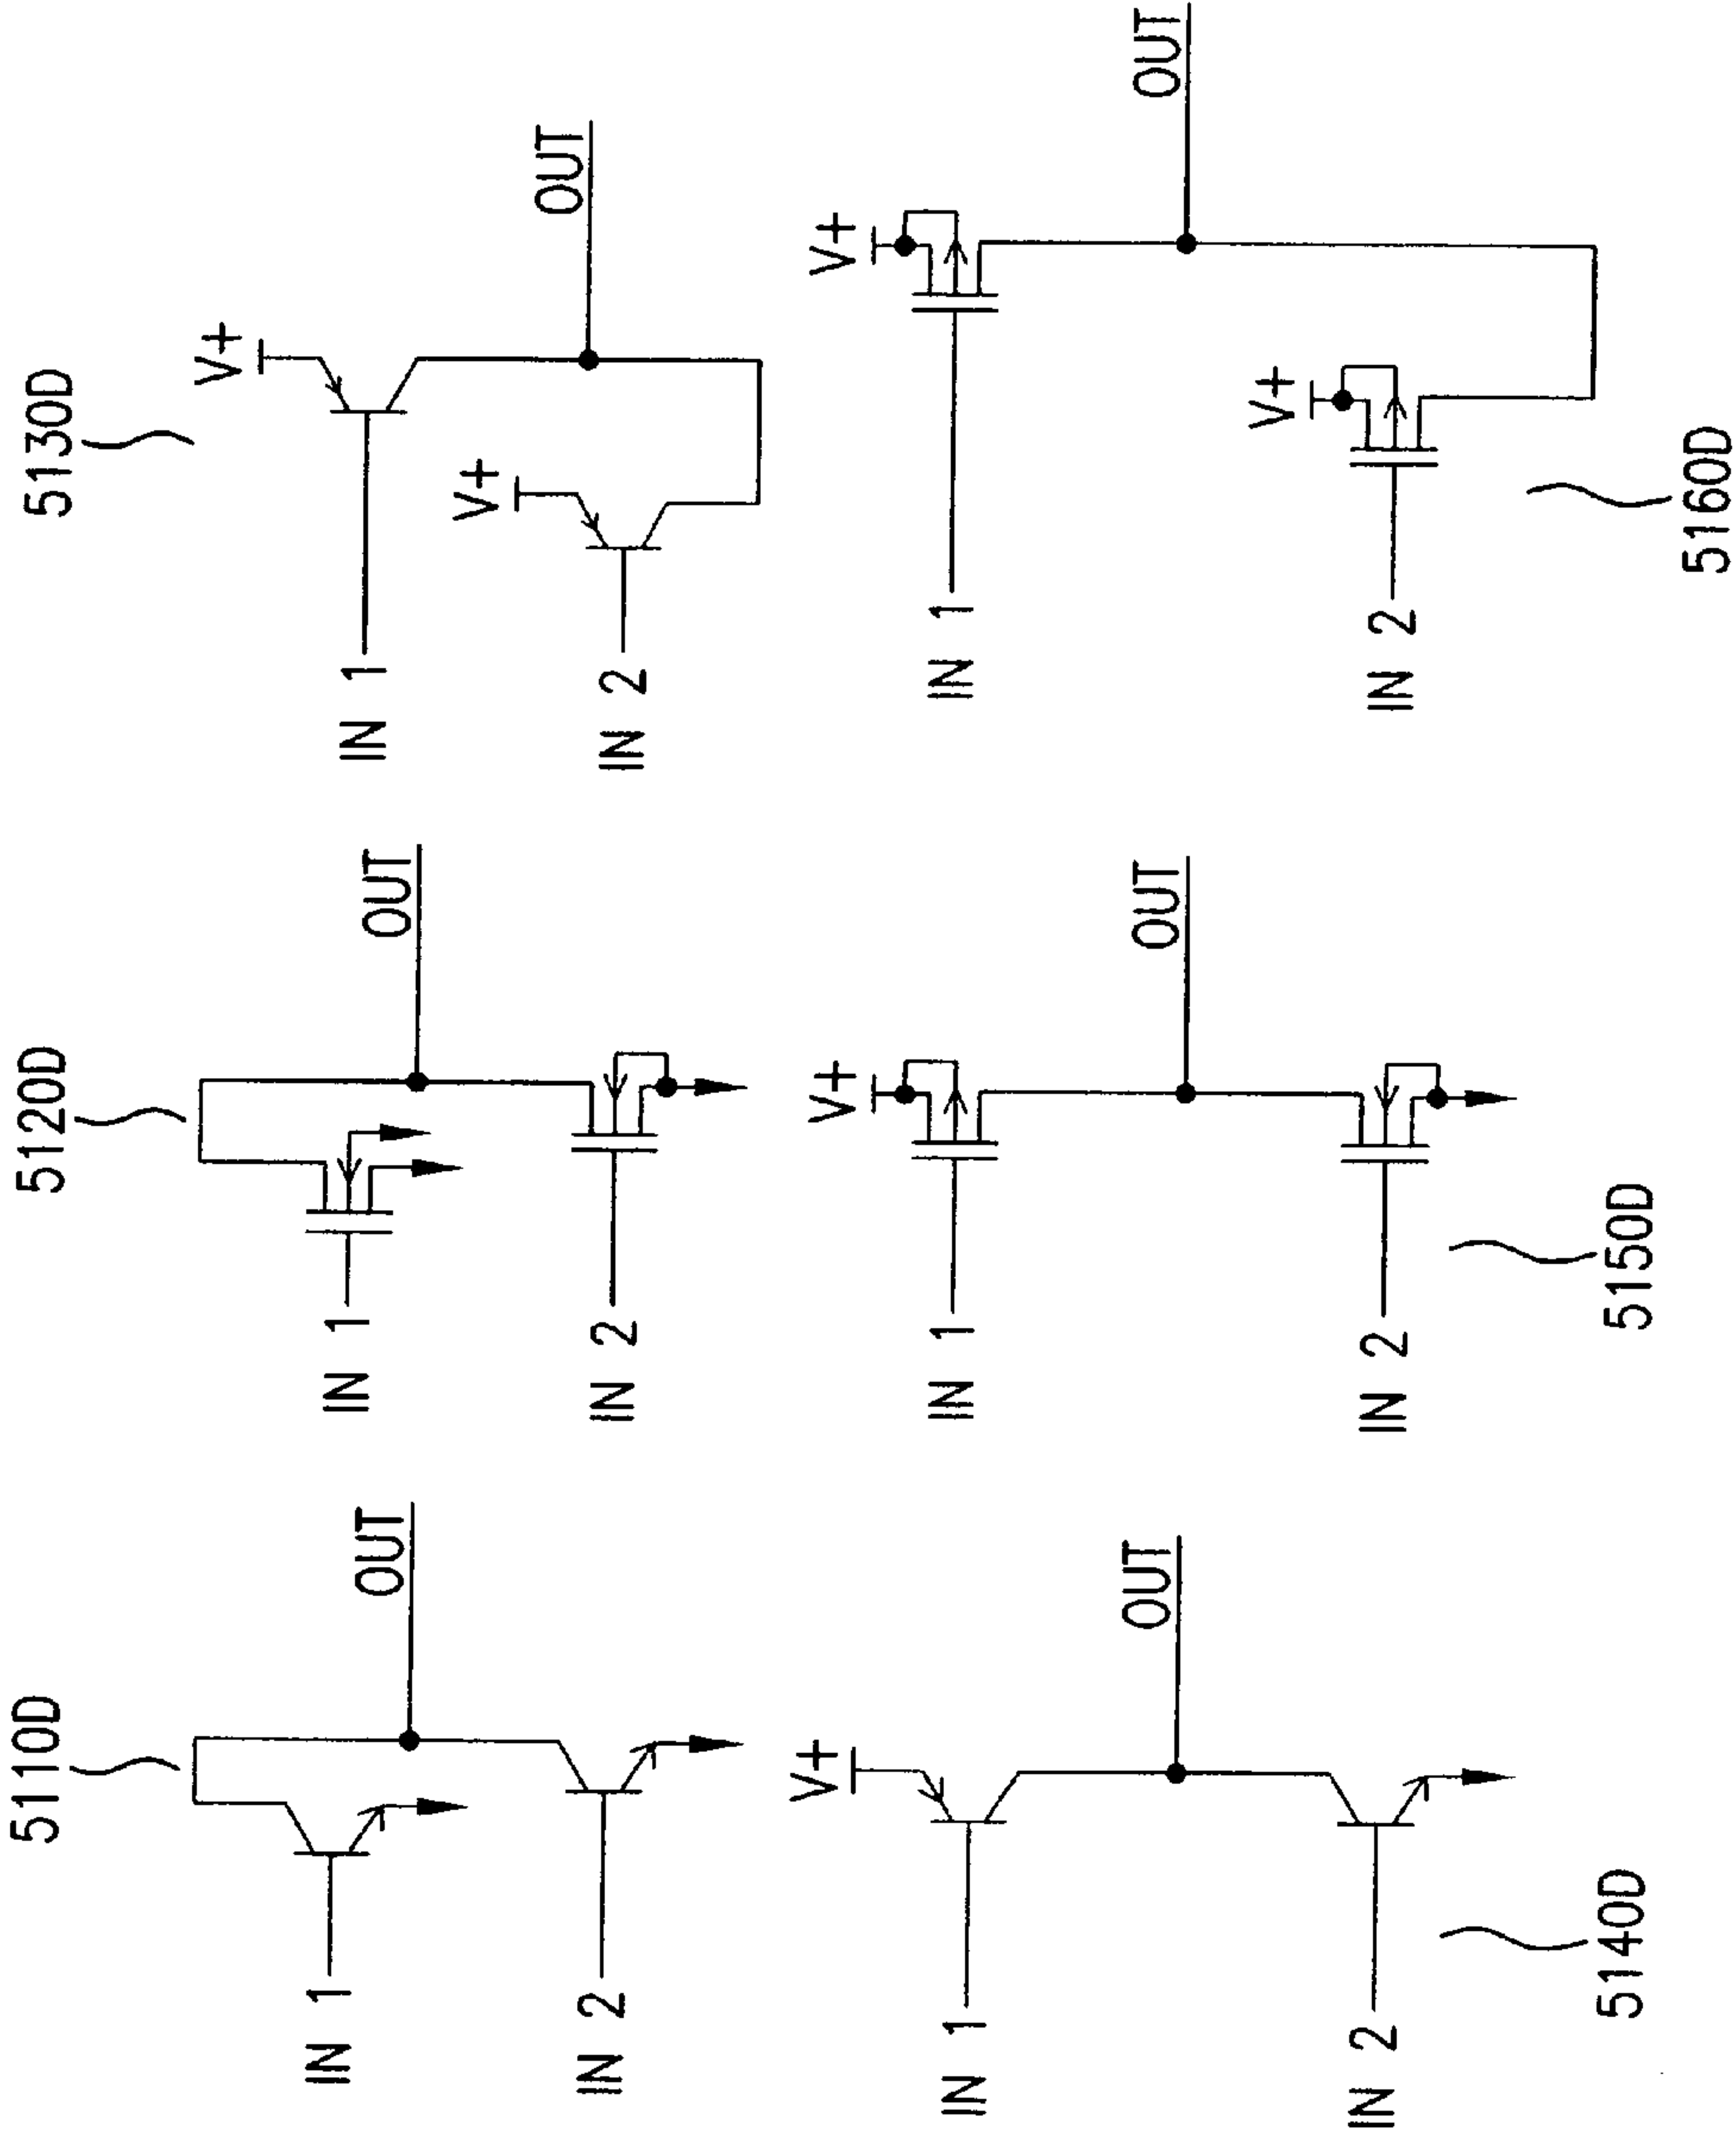 5110D
IN 1
IN 2
OUT
5120D
IN 1
IN 2
OUT
5130D
V+
V+
IN 1
IN 2
OUT
V+
IN 1
IN 2
OUT
5140D
V+
IN 1
IN 2
OUT
5150D
V+
V+
IN 1
IN 2
OUT
5160D